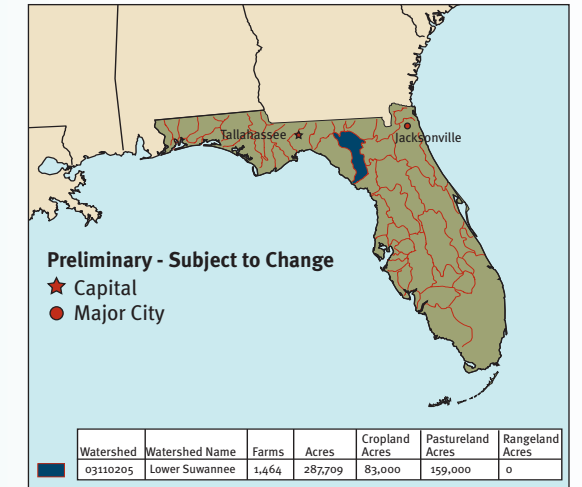 Tallahassee
Jacksonville
Preliminary - Subject to Change
Capital
Major City
Watershed Watershed Name Farms Acres Cropland Acres Pastureland Acres Rangeland Acres
03110205 Lower Suwannee 1,464 287,709 83,000 159,000 0